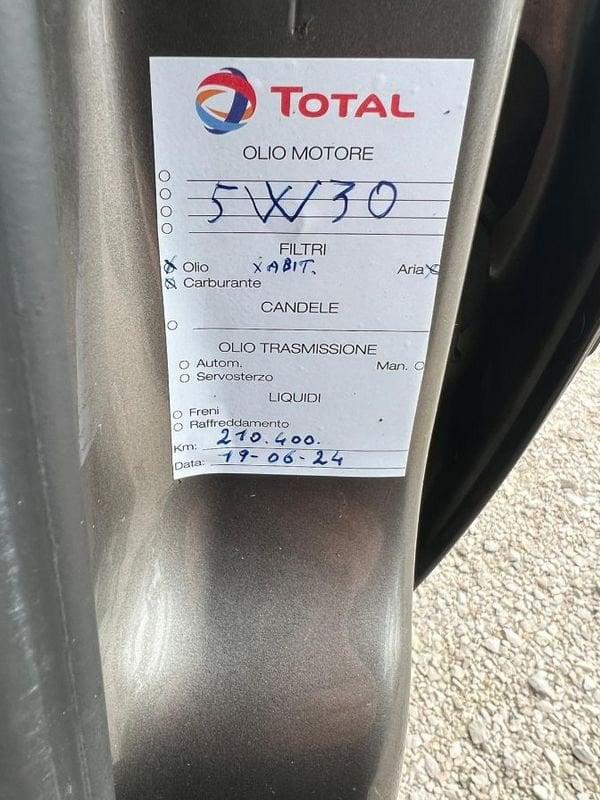 TOTAL
OLIO MOTORE
5W30
FILTRI
Olio X ABIT. Aria
Carburante
CANDELE
OLIO TRASMISSIONE
Autom. Man.
Servosterzo
LIQUIDI
Freni
Raffreddamento
Km: 210.400.
Data: 19-06-24